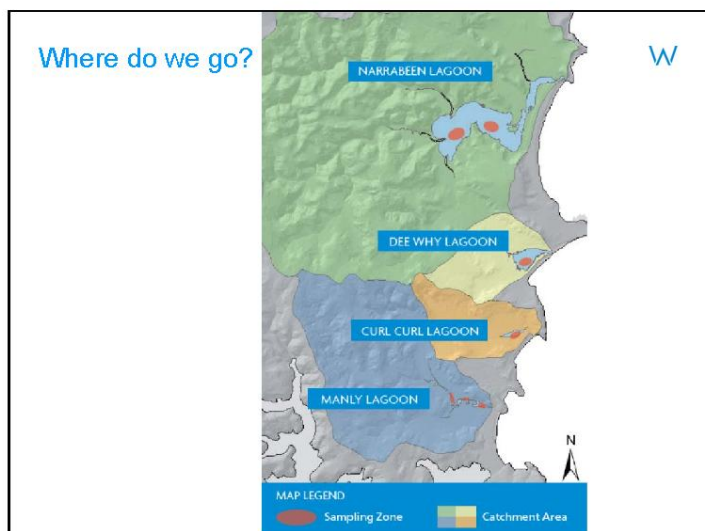 Where do we go?
W
NARRABEEN LAGOON
DEE WHY LAGOON
CURL CURL LAGOON
MANLY LAGOON
N
MAP LEGEND
Sampling Zone
Catchment Area